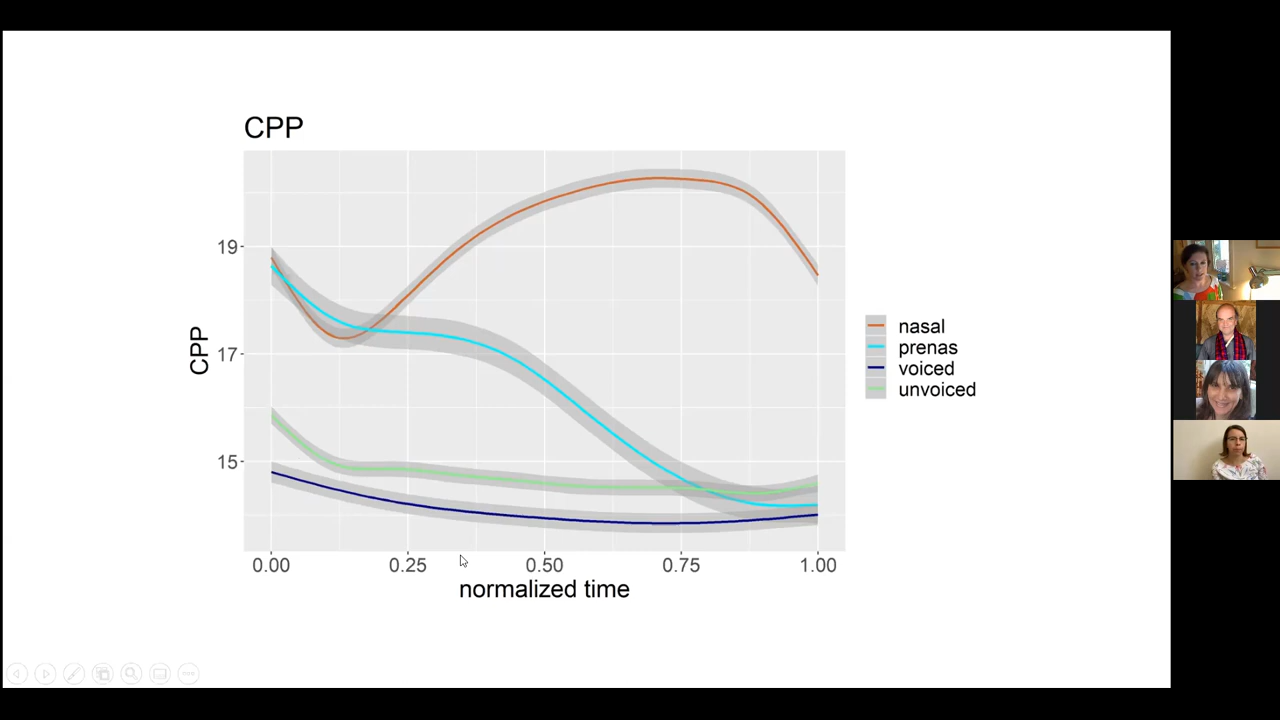 CPP
19
17
15
CPP
0.00 0.25 0.50 0.75 1.00
normalized time
nasal
prenas
voiced
unvoiced